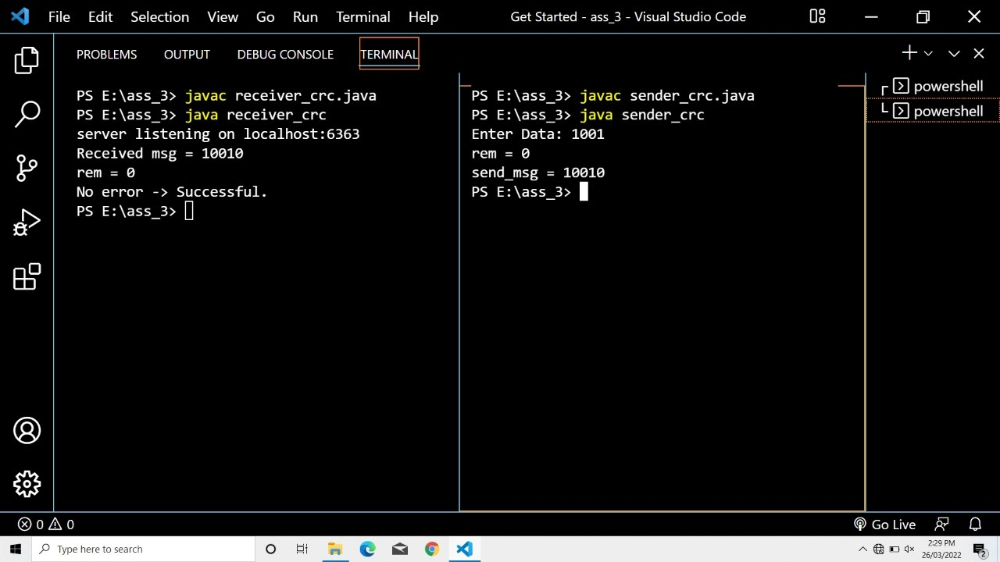 File Edit Selection View Go Run Terminal Help
Get Started - ass_3 - Visual Studio Code
PROBLEMS OUTPUT DEBUG CONSOLE TERMINAL
PS E:\ass_3> javac receiver_crc.java
PS E:\ass_3> java receiver_crc
server listening on localhost:6363
Received msg = 10010
rem = 0
No error -> Successful.
PS E:\ass_3>
PS E:\ass_3> javac sender_crc.java
PS E:\ass_3> java sender_crc
Enter Data: 1001
rem = 0
send_msg = 10010
PS E:\ass_3>
powershell
powershell
0 0
Go Live
Type here to search
2:29 PM
26/03/2022
2